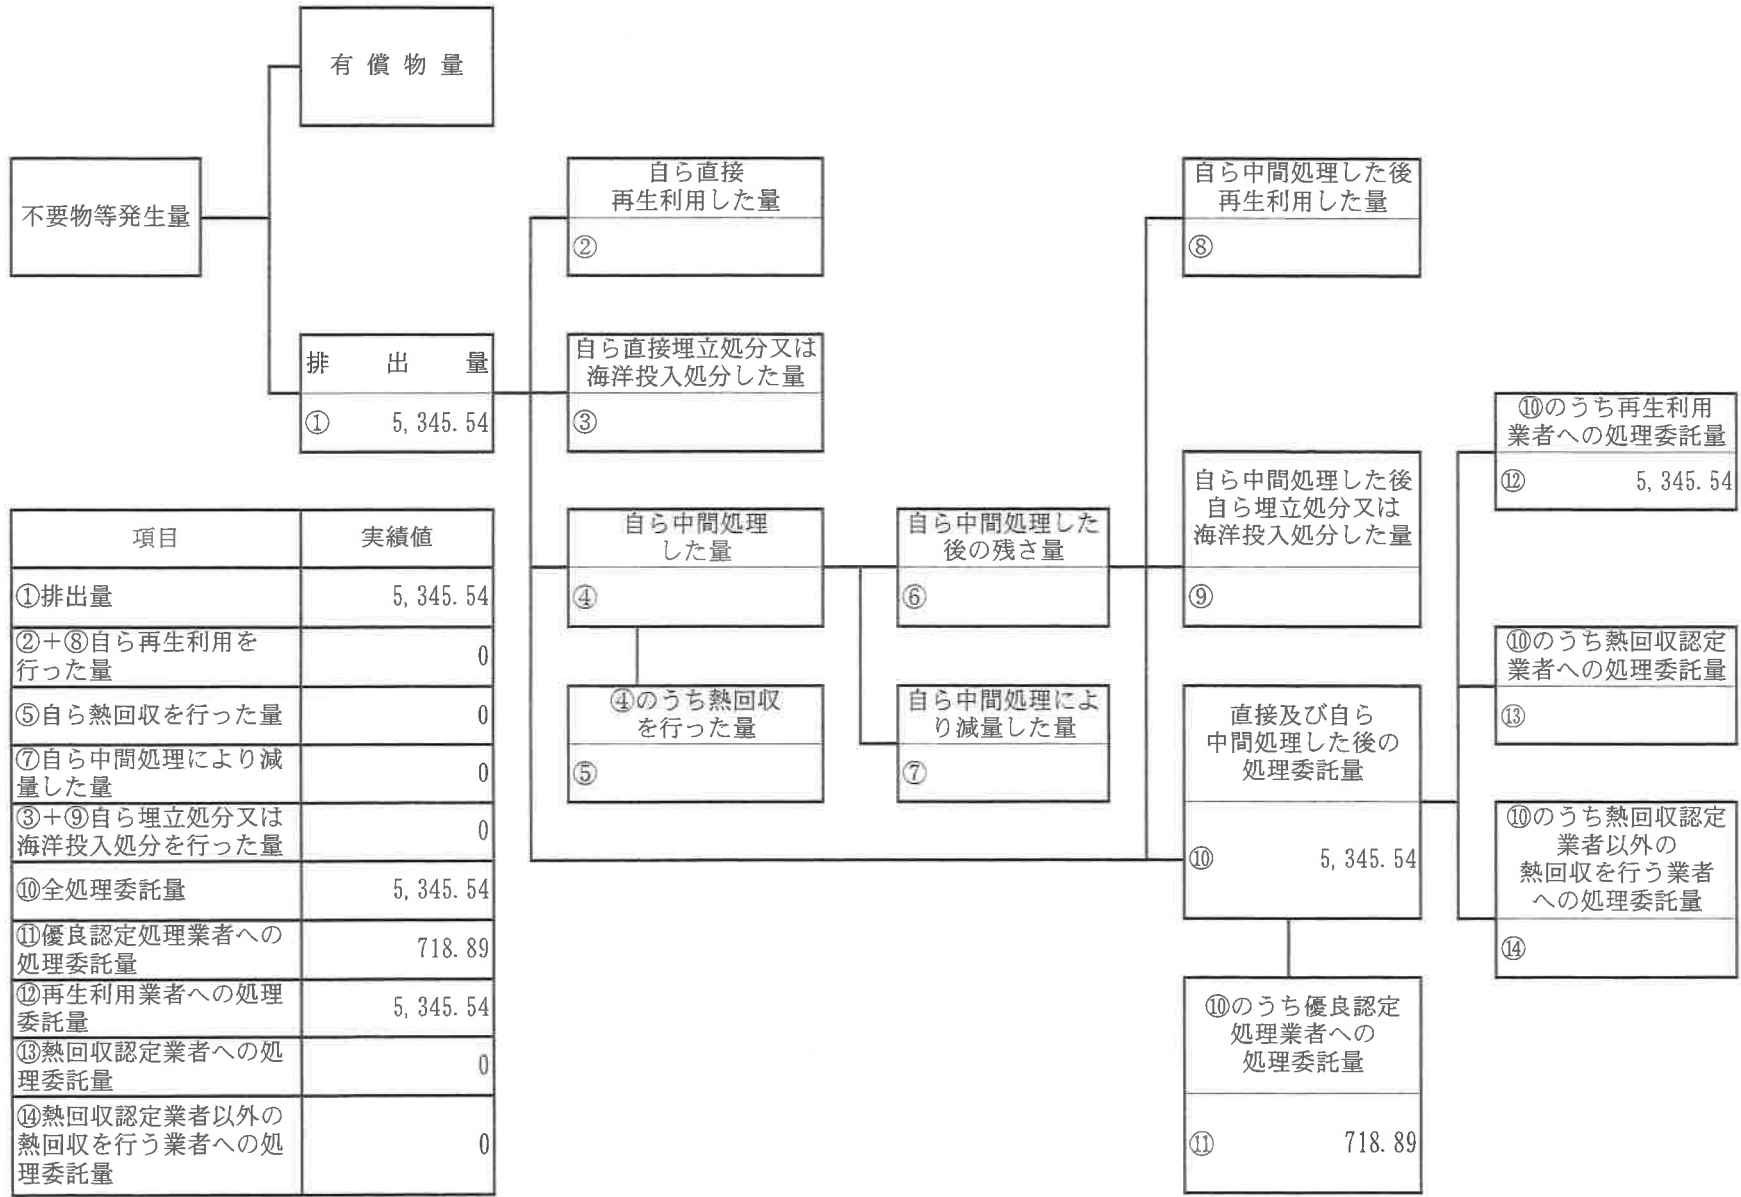 有償物量
不要物等発生量
排出量
① 5,345.54
自ら直接
再生利用した量
②
自ら直接埋立処分又は
海洋投入処分した量
③
自ら中間処理
した量
④
④のうち熱回収
を行った量
⑤
自ら中間処理した
後の残さ量
⑥
自ら中間処理によ
り減量した量
⑦
自ら中間処理した後
再生利用した量
⑧
自ら中間処理した後
自ら埋立処分又は
海洋投入処分した量
⑨
直接及び自ら
中間処理した後の
処理委託量
⑩ 5,345.54
⑩のうち優良認定
処理業者への
処理委託量
⑪ 718.89
⑩のうち再生利用
業者への処理委託量
⑫ 5,345.54
⑩のうち熱回収認定
業者への処理委託量
⑬
⑩のうち熱回収認定
業者以外の
熱回収を行う業者
への処理委託量
⑭
項目 実績値
①排出量 5,345.54
②＋⑧自ら再生利用を
行った量 0
⑤自ら熱回収を行った量 0
⑦自ら中間処理により減
量した量 0
③＋⑨自ら埋立処分又は
海洋投入処分を行った量 0
⑩全処理委託量 5,345.54
⑪優良認定処理業者への
処理委託量 718.89
⑫再生利用業者への処理
委託量 5,345.54
⑬熱回収認定業者への処
理委託量 0
⑭熱回収認定業者以外の
熱回収を行う業者への処
理委託量 0